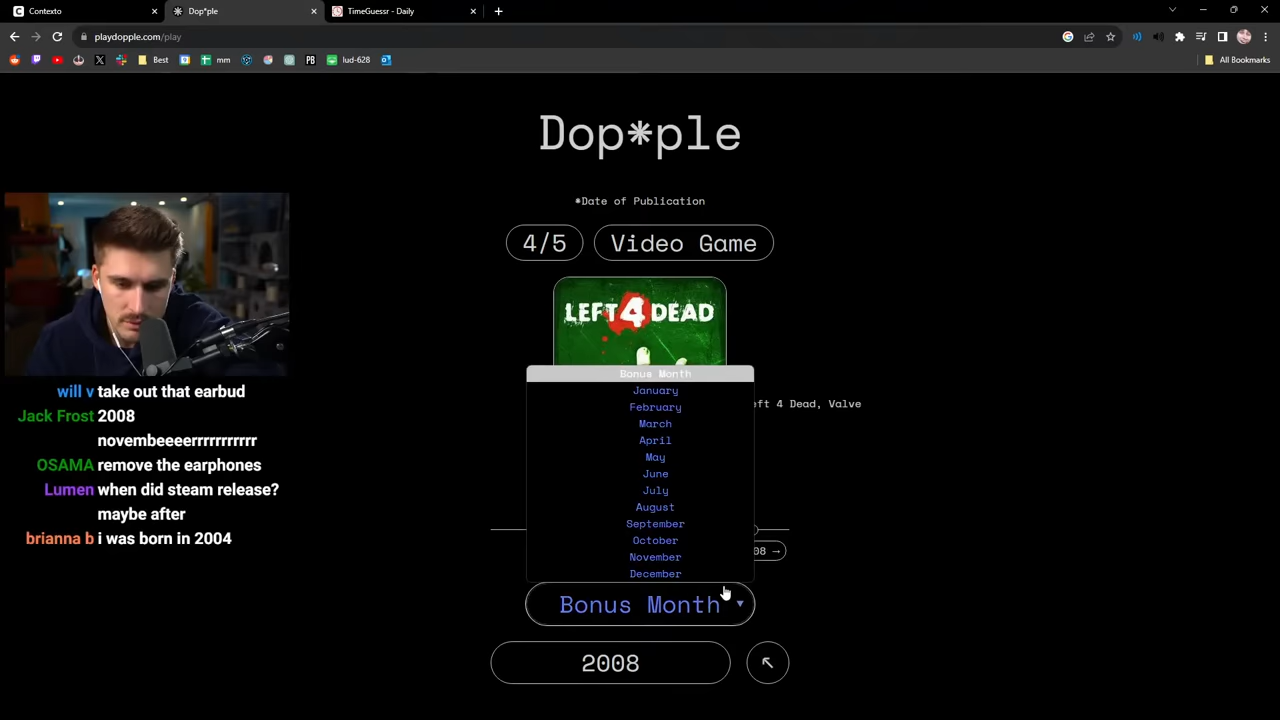 Contexto
Dop*ple
TimeGuessr - Daily
playdopple.com/play
Best
mm
PB
lud-628
All Bookmarks
Dop*ple
*Date of Publication
4/5
Video Game
LEFT 4 DEAD
Bonus Month
January
February
March
April
May
June
July
August
September
October
November
December
eft 4 Dead, Valve
08 →
Bonus Month
2008
will v take out that earbud
Jack Frost 2008
novembeeeerrrrrrrrrr
OSAMA remove the earphones
Lumen when did steam release?
maybe after
brianna b i was born in 2004